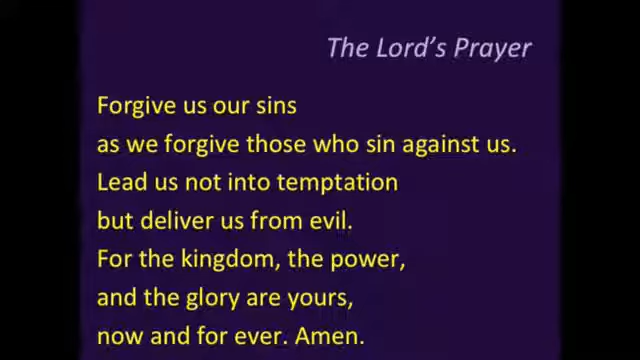 The Lord's Prayer
Forgive us our sins
as we forgive those who sin against us.
Lead us not into temptation
but deliver us from evil.
For the kingdom, the power,
and the glory are yours,
now and for ever. Amen.